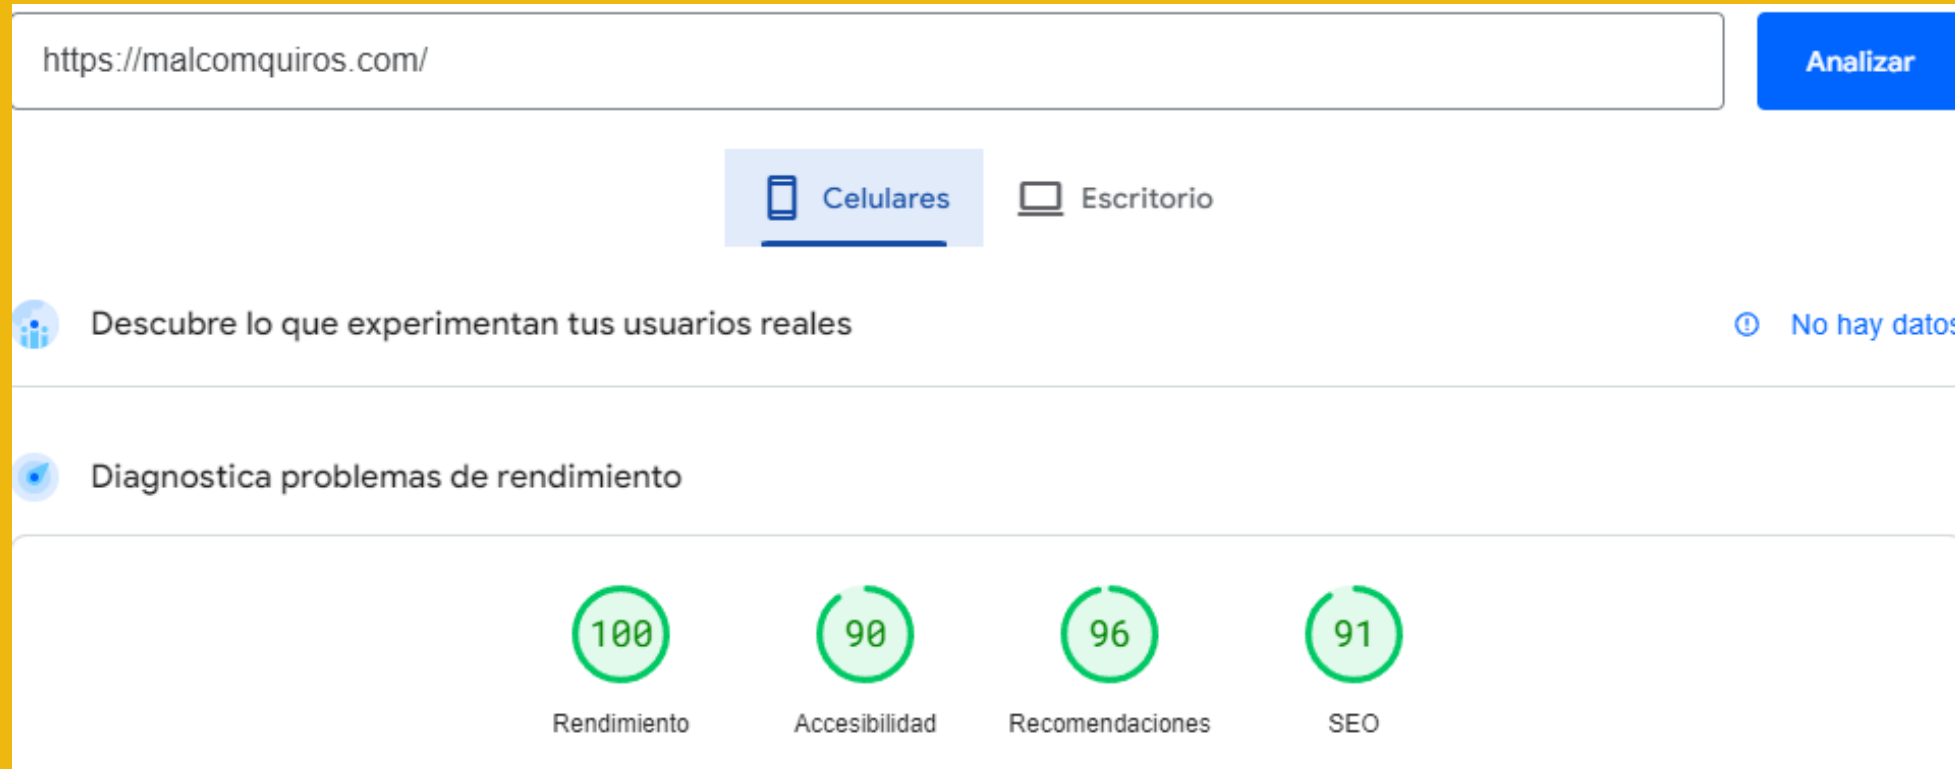 https://malcomquiros.com/
Analizar
Celulares
Escritorio
Descubre lo que experimentan tus usuarios reales
No hay datos
Diagnostica problemas de rendimiento
100
90
96
91
Rendimiento
Accesibilidad
Recomendaciones
SEO